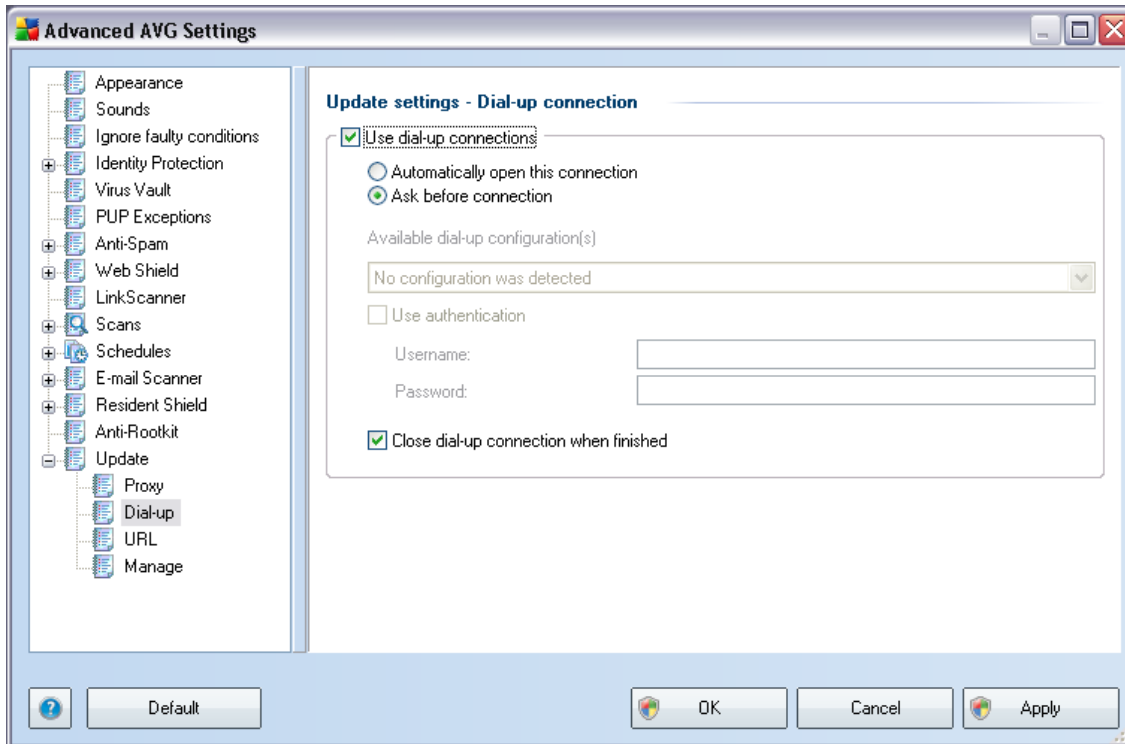 Advanced AVG Settings
Appearance
Sounds
Ignore faulty conditions
Identity Protection
Virus Vault
PUP Exceptions
Anti-Spam
Web Shield
LinkScanner
Scans
Schedules
E-mail Scanner
Resident Shield
Anti-Rootkit
Update
Proxy
Dial-up
URL
Manage
Update settings - Dial-up connection
Use dial-up connections
Automatically open this connection
Ask before connection
Available dial-up configuration(s)
No configuration was detected
Use authentication
Username:
Password:
Close dial-up connection when finished
? Default OK Cancel Apply